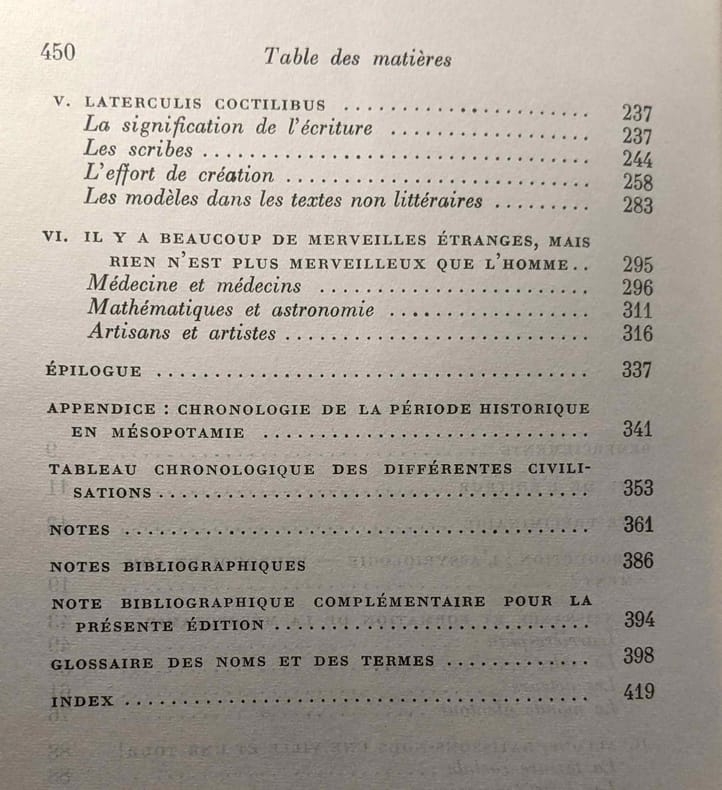 450 Table des matières
V. LATERCULIS COCTILIBUS ........................ 237
La signification de l'écriture .................. 237
Les scribes ................................... 244
L'effort de création ........................... 258
Les modèles dans les textes non littéraires ......... 283
VI. IL Y A BEAUCOUP DE MERVEILLES ÉTRANGES, MAIS
RIEN N'EST PLUS MERVEILLEUX QUE L'HOMME.. 295
Médecine et médecins ........................ 296
Mathématiques et astronomie .................. 311
Artisans et artistes ............................ 316
ÉPILOGUE ....................................... 337
APPENDICE : CHRONOLOGIE DE LA PÉRIODE HISTORIQUE
EN MÉSOPOTAMIE .............................. 341
TABLEAU CHRONOLOGIQUE DES DIFFÉRENTES CIVILI-
SATIONS ....................................... 353
NOTES .......................................... 361
NOTES BIBLIOGRAPHIQUES 386
NOTE BIBLIOGRAPHIQUE COMPLÉMENTAIRE POUR LA
PRÉSENTE ÉDITION ............................. 394
GLOSSAIRE DES NOMS ET DES TERMES ............. 398
INDEX .......................................... 419